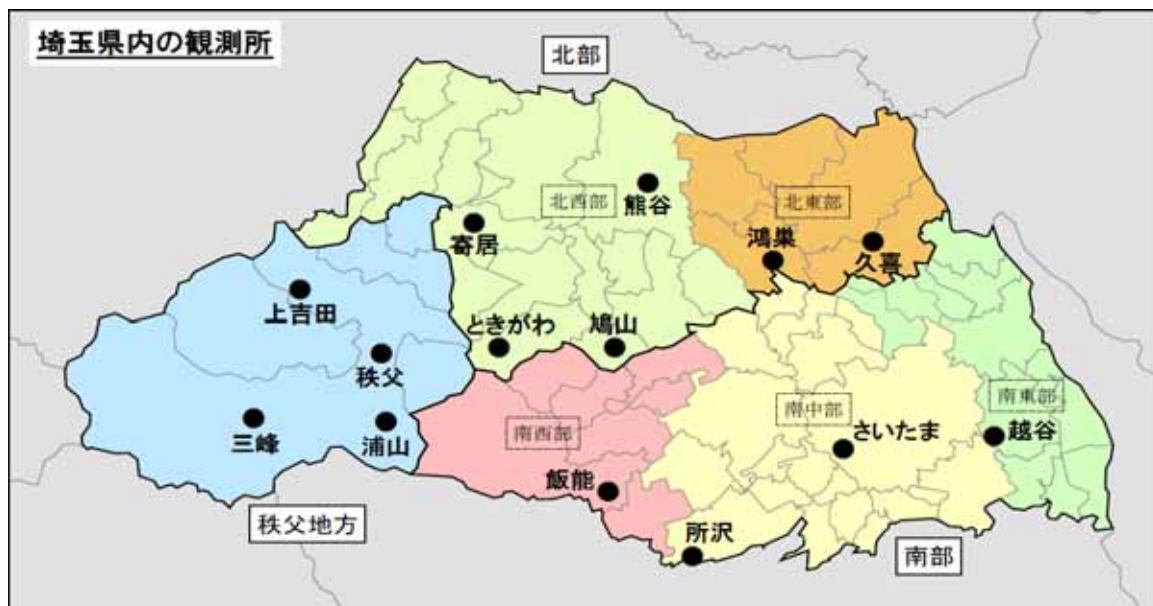 埼玉県内の観測所
北部
北西部
熊谷
北東部
寄居
鴻巣
久喜
上吉田
ときがわ
鳩山
秩父
南中部
南東部
三峰
浦山
南西部
さいたま
越谷
飯能
秩父地方
所沢
南部